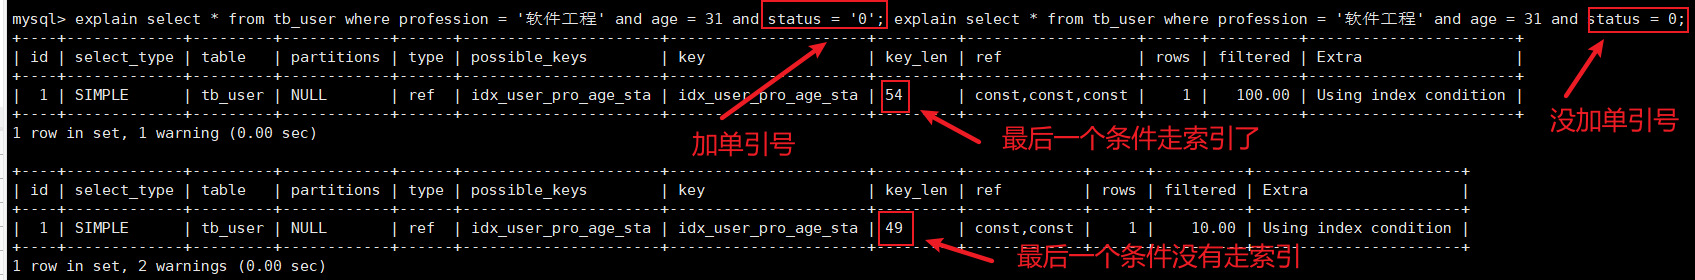 mysql> explain select * from tb_user where profession = '软件工程' and age = 31 and status = '0'; explain select * from tb_user where profession = '软件工程' and age = 31 and status = 0;
+----+-------------+---------+------------+------+----------------------+----------------------+---------+-------------------+------+----------+-----------------------+
| id | select_type | table | partitions | type | possible_keys | key | key_len | ref | rows | filtered | Extra |
+----+-------------+---------+------------+------+----------------------+----------------------+---------+-------------------+------+----------+-----------------------+
| 1 | SIMPLE | tb_user | NULL | ref | idx_user_pro_age_sta | idx_user_pro_age_sta | 54 | const,const,const | 1 | 100.00 | Using index condition |
+----+-------------+---------+------------+------+----------------------+----------------------+---------+-------------------+------+----------+-----------------------+
1 row in set, 1 warning (0.00 sec)
加单引号
最后一个条件走索引了
没加单引号
+----+-------------+---------+------------+------+----------------------+----------------------+---------+-------------+------+----------+-----------------------+
| id | select_type | table | partitions | type | possible_keys | key | key_len | ref | rows | filtered | Extra |
+----+-------------+---------+------------+------+----------------------+----------------------+---------+-------------+------+----------+-----------------------+
| 1 | SIMPLE | tb_user | NULL | ref | idx_user_pro_age_sta | idx_user_pro_age_sta | 49 | const,const | 1 | 10.00 | Using index condition |
+----+-------------+---------+------------+------+----------------------+----------------------+---------+-------------+------+----------+-----------------------+
最后一个条件没有走索引
1 row in set, 2 warnings (0.00 sec)